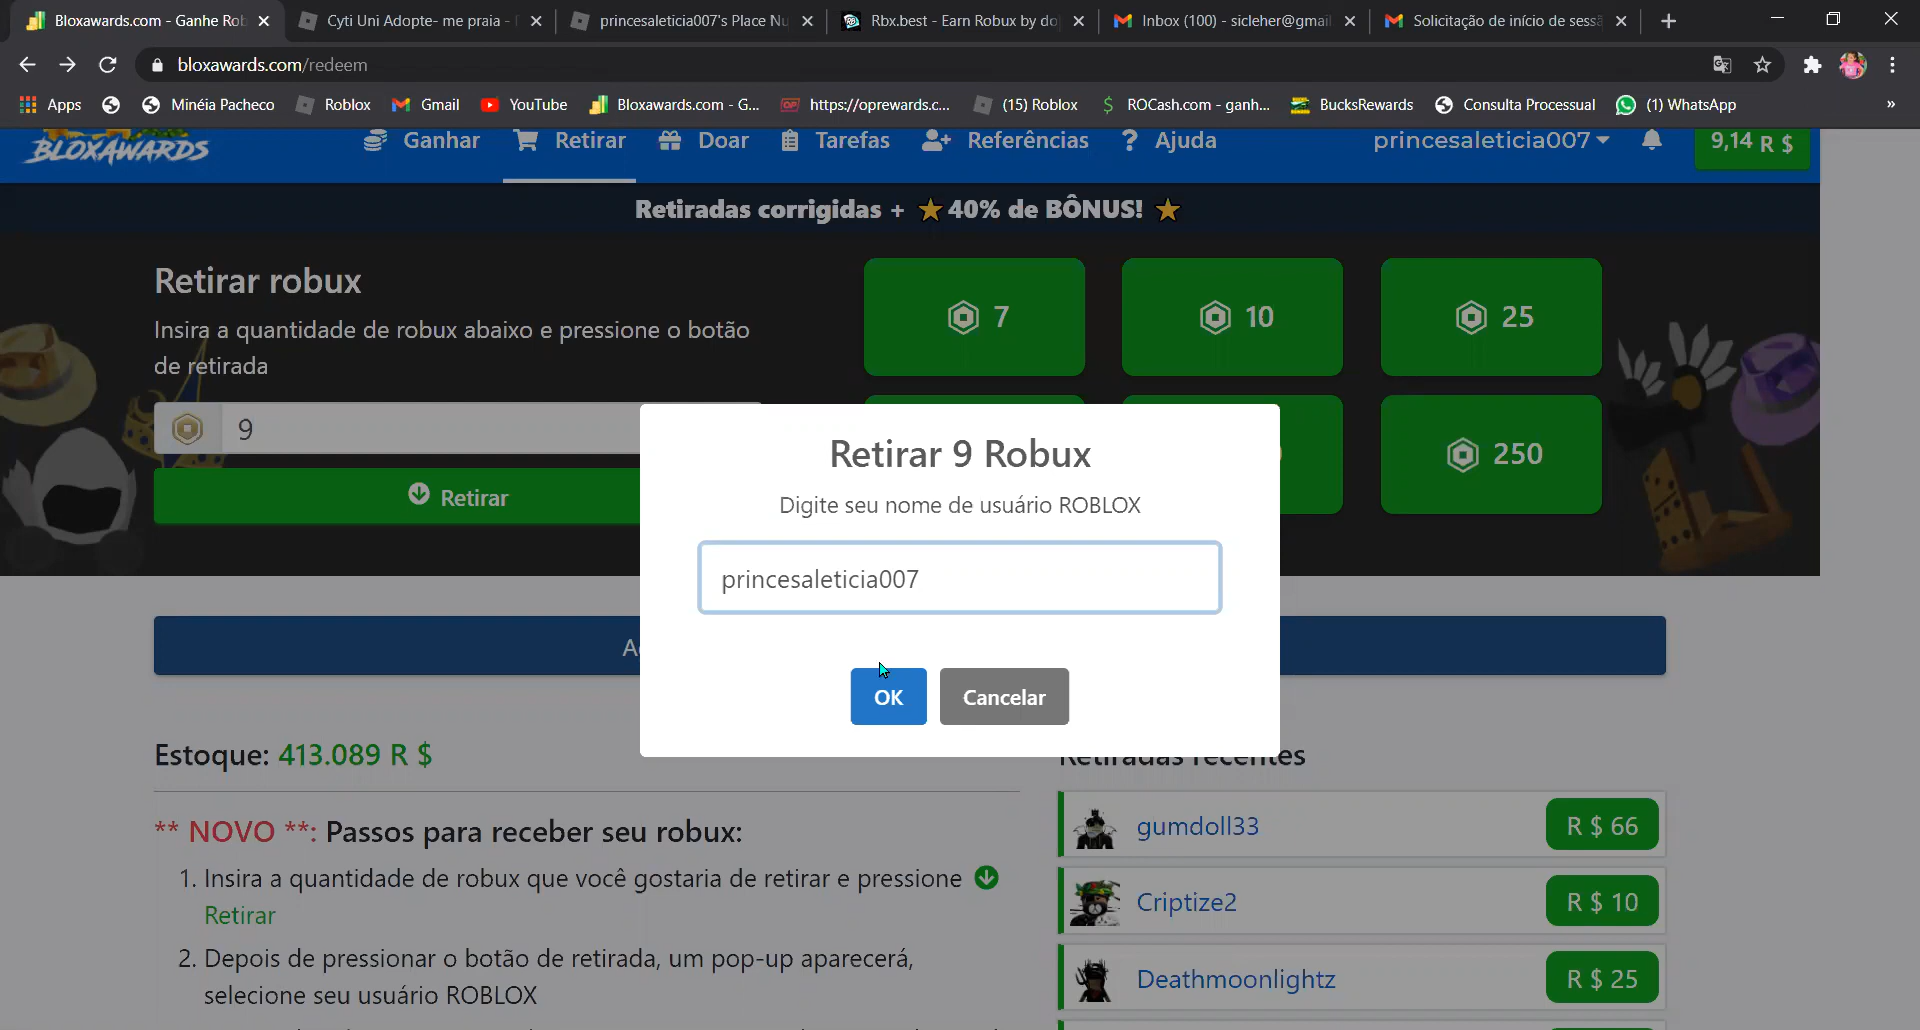 Bloxawards.com - Ganhe Rob
Cyti Uni Adopte- me praia -
princesaleticia007's Place Nu
Rbx.best - Earn Robux by do
Inbox (100) - sicleher@gmail
Solicitação de início de sess
bloxawards.com/redeem
Apps
Minéia Pacheco
Roblox
Gmail
YouTube
Bloxawards.com - G...
https://oprewards.c...
(15) Roblox
ROCash.com - ganh...
BucksRewards
Consulta Processual
(1) WhatsApp
»
BLOXAWARDS
Ganhar
Retirar
Doar
Tarefas
Referências
Ajuda
princesaleticia007
9,14 R $
Retiradas corrigidas + ⭐ 40% de BÔNUS! ⭐
Retirar robux
Insira a quantidade de robux abaixo e pressione o botão
de retirada
9
Retirar
7
10
25
250
Retirar 9 Robux
Digite seu nome de usuário ROBLOX
princesaleticia007
OK
Cancelar
Estoque: 413.089 R $
** NOVO **: Passos para receber seu robux:
1. Insira a quantidade de robux que você gostaria de retirar e pressione
Retirar
2. Depois de pressionar o botão de retirada, um pop-up aparecerá,
selecione seu usuário ROBLOX
Retiradas recentes
gumdoll33
R $ 66
Criptize2
R $ 10
Deathmoonlightz
R $ 25